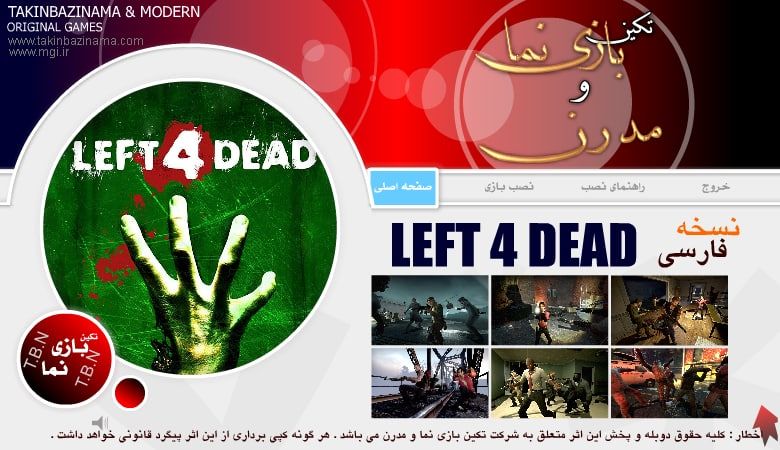 TAKINBAZINAMA & MODERN
ORIGINAL GAMES
www.takinbazinama.com
www.mgi.ir
تکین
بازی نما
و
مدرن
LEFT 4 DEAD
صفحه اصلی
نصب بازی
راهنمای نصب
خروج
LEFT 4 DEAD
نسخه
فارسی
T.B.N
تکین
بازی
نما
T.B.N
اخطار : کلیه حقوق دوبله و پخش این اثر متعلق به شرکت تکین بازی نما و مدرن می باشد . هر گونه کپی برداری از این اثر پیگرد قانونی خواهد داشت .